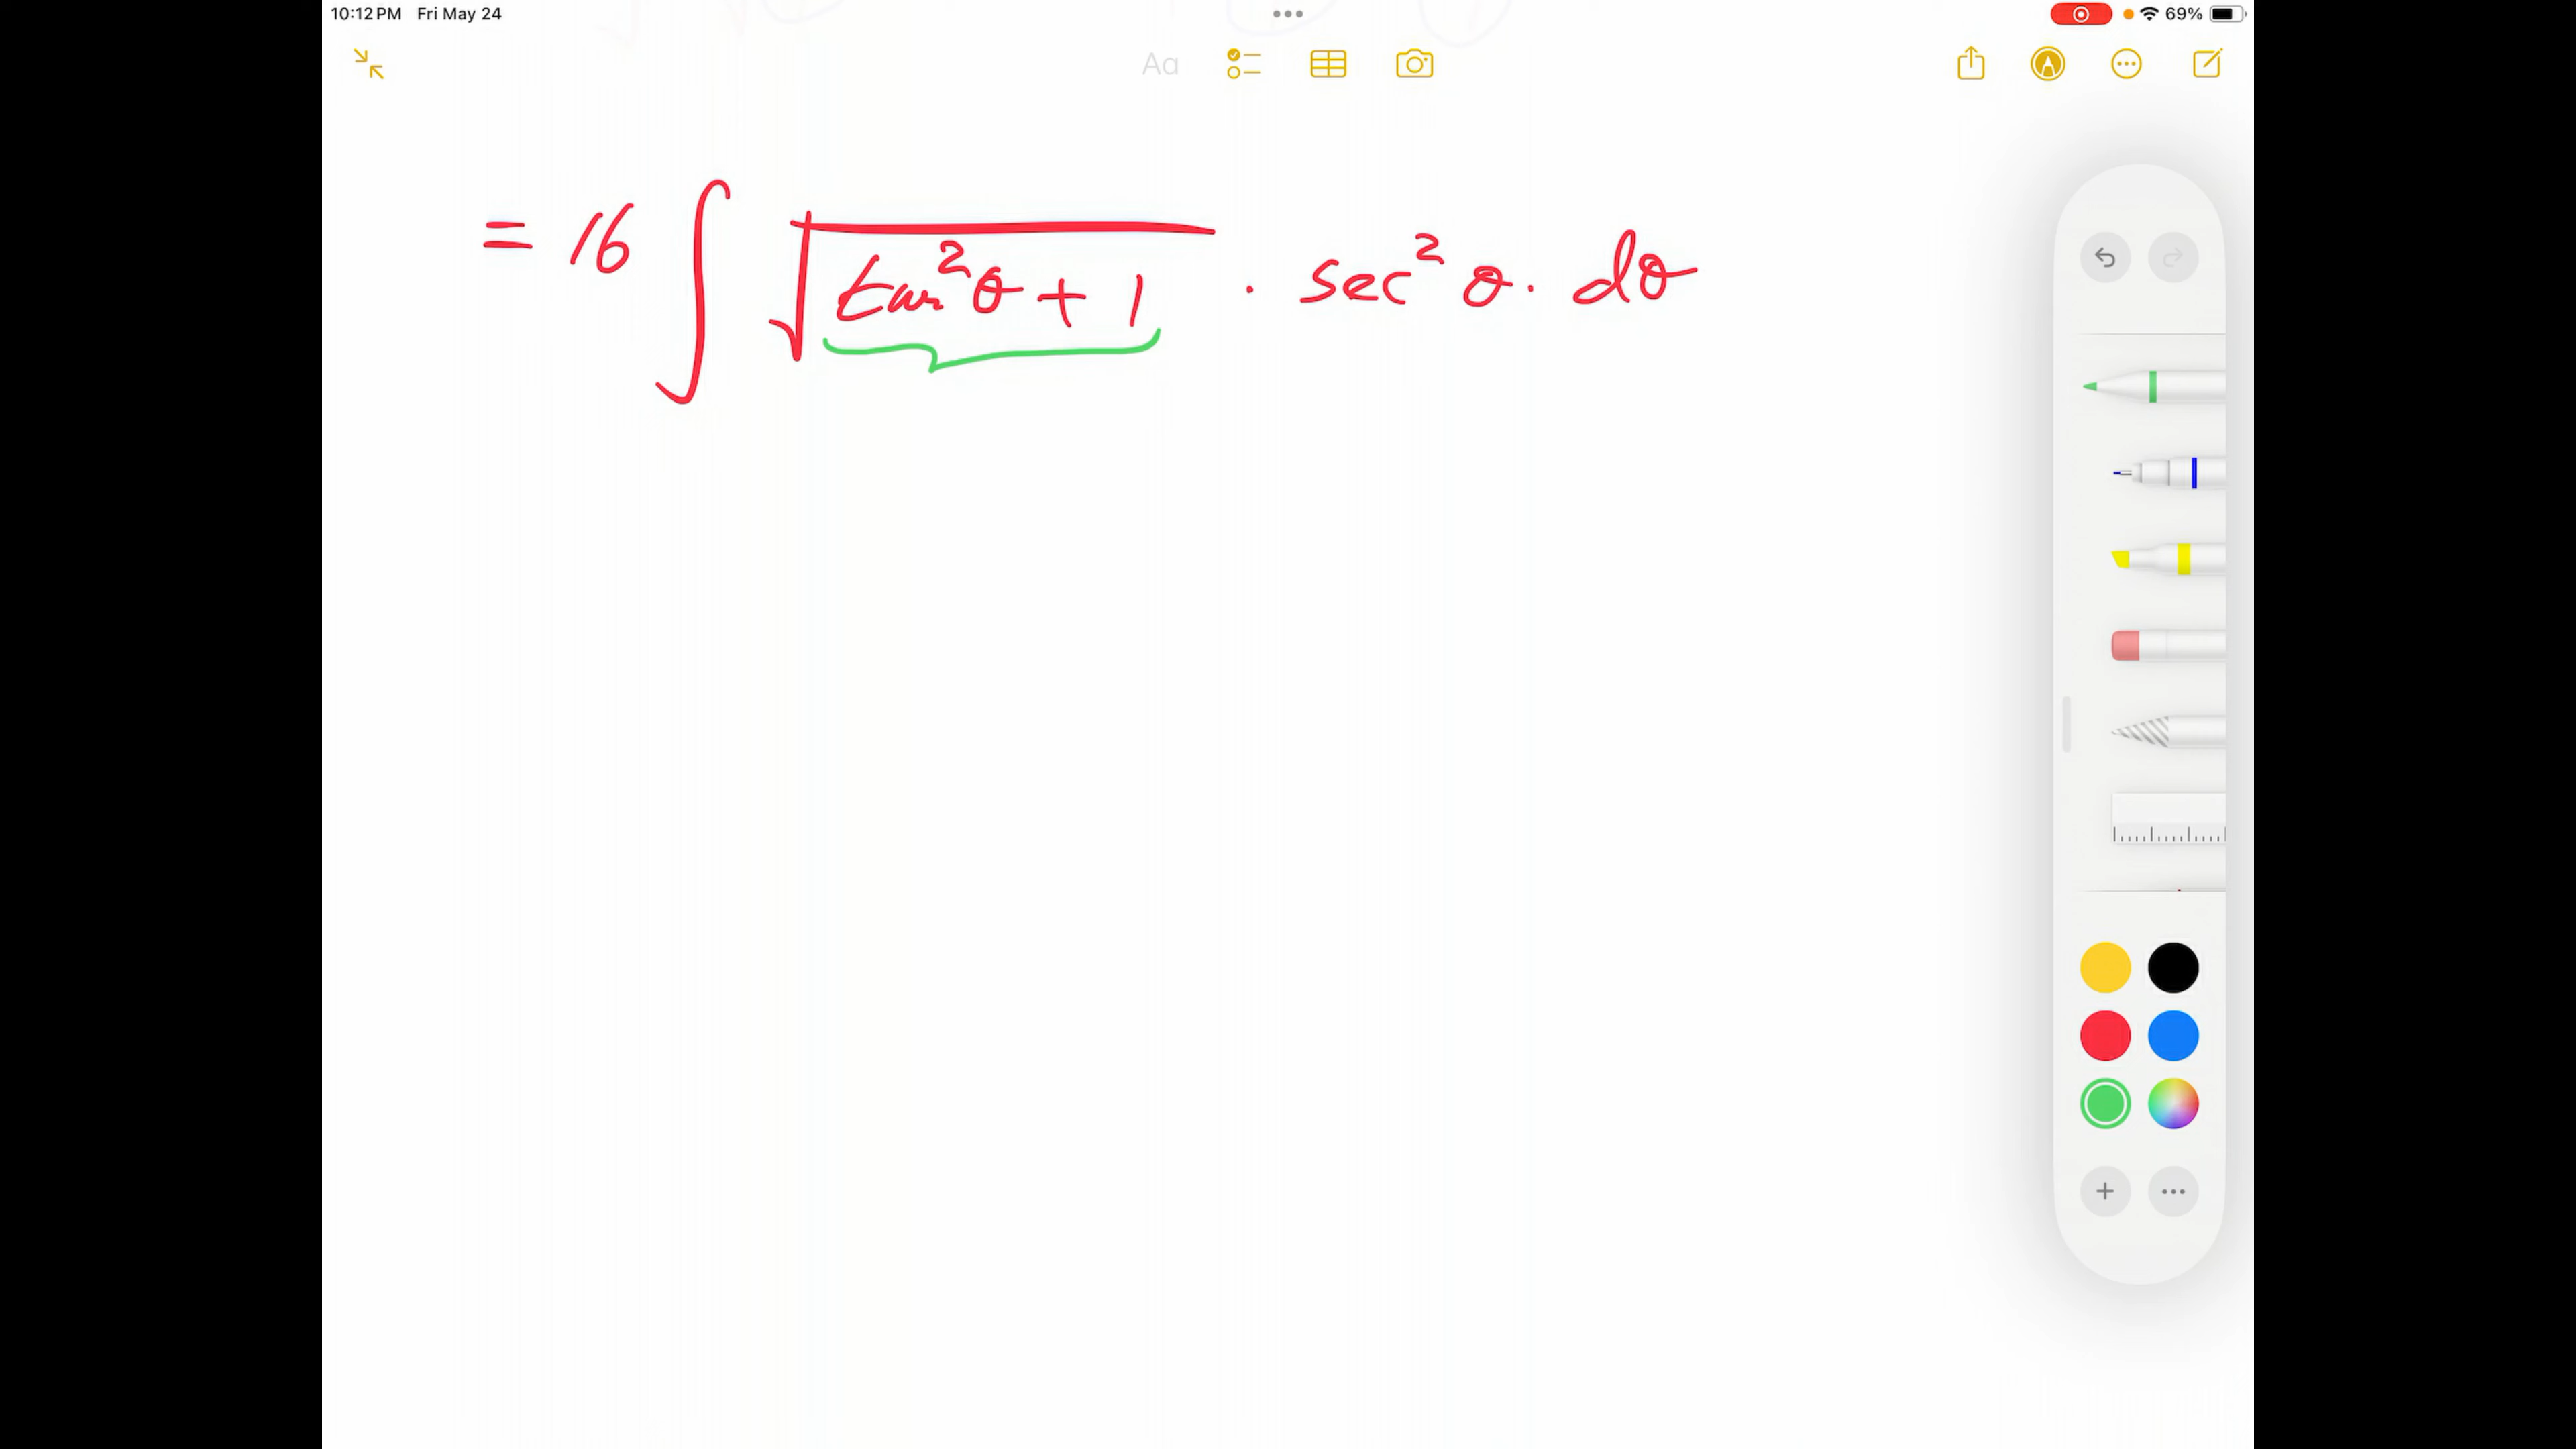 10:12 PM Fri May 24
69%
Aa
= 16 ∫ √(tan²θ + 1) · sec²θ · dθ